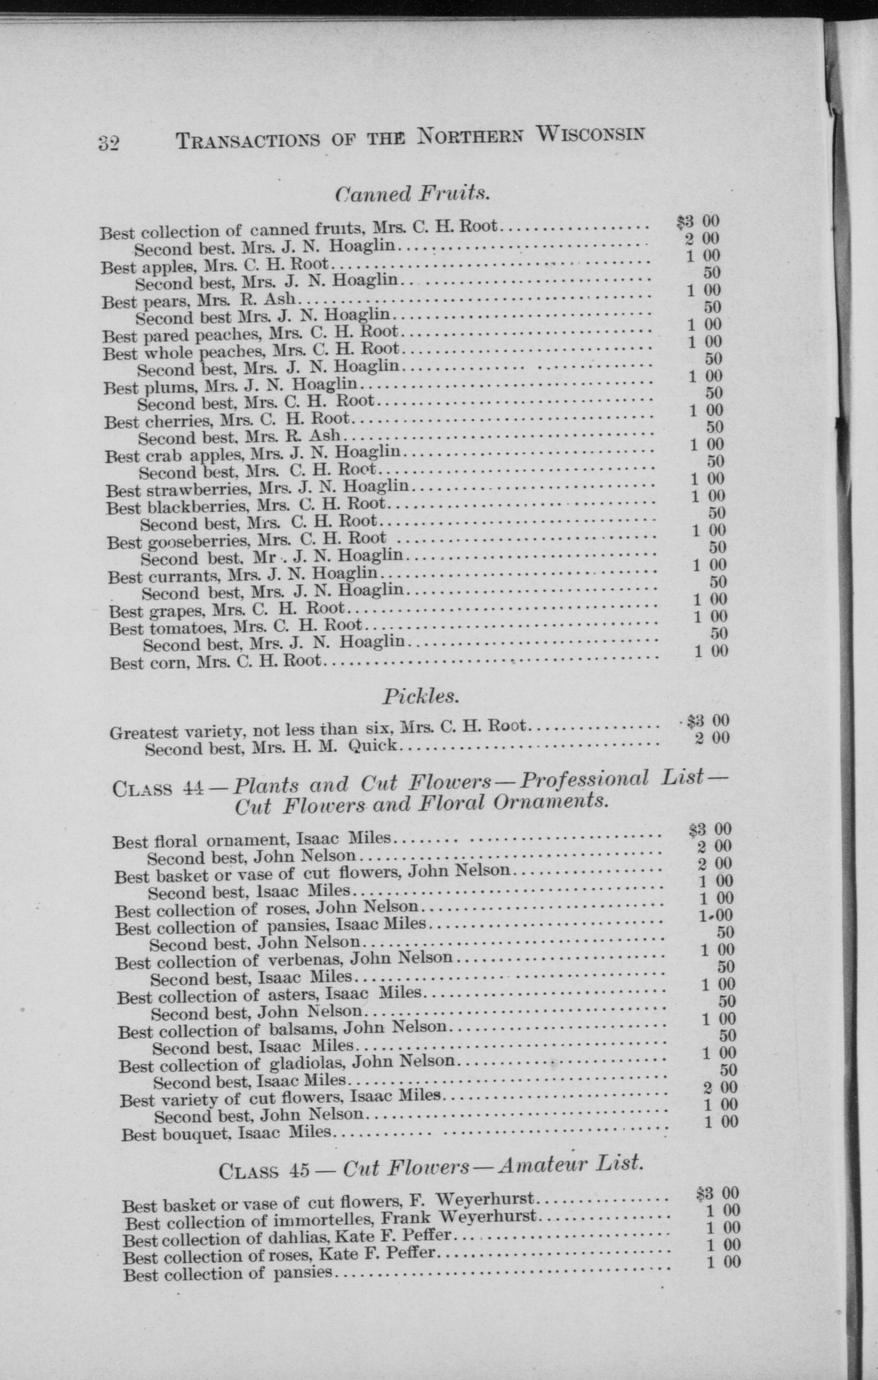 32 TRANSACTIONS OF THE NORTHERN WISCONSIN
Canned Fruits.
Best collection of canned fruits, Mrs. C. H. Root.................. $3 00
Second best. Mrs. J. N. Hoaglin............................. 2 00
Best apples, Mrs. C. H. Root..................................... 1 00
Second best, Mrs. J. N. Hoaglin............................. 50
Best pears, Mrs. R. Ash......................................... 1 00
Second best Mrs. J. N. Hoaglin.............................. 50
Best pared peaches, Mrs. C. H. Root............................. 1 00
Best whole peaches, Mrs. C. H. Root............................. 1 00
Second best, Mrs. J. N. Hoaglin............................. 50
Best plums, Mrs. J. N. Hoaglin.................................. 1 00
Second best, Mrs. C. H. Root................................ 50
Best cherries, Mrs. C. H. Root.................................. 1 00
Second best. Mrs. R. Ash.................................... 50
Best crab apples, Mrs. J. N. Hoaglin............................ 1 00
Second best, Mrs. C. H. Root................................ 50
Best strawberries, Mrs. J. N. Hoaglin........................... 1 00
Best blackberries, Mrs. C. H. Root.............................. 1 00
Second best, Mrs. C. H. Root................................ 50
Best gooseberries, Mrs. C. H. Root ............................. 1 00
Second best. Mr . J. N. Hoaglin............................. 50
Best currants, Mrs. J. N. Hoaglin............................... 1 00
Second best, Mrs. J. N. Hoaglin............................. 50
Best grapes, Mrs. C. H. Root.................................... 1 00
Best tomatoes, Mrs. C. H. Root.................................. 1 00
Second best, Mrs. J. N. Hoaglin............................. 50
Best corn, Mrs. C. H. Root...................................... 1 00
Pickles.
Greatest variety, not less than six, Mrs. C. H. Root................ $3 00
Second best, Mrs. H. M. Quick............................... 2 00
CLASS 44—Plants and Cut Flowers—Professional List—
Cut Flowers and Floral Ornaments.
Best floral ornament, Isaac Miles............................... $3 00
Second best, John Nelson.................................... 2 00
Best basket or vase of cut flowers, John Nelson.................. 2 00
Second best, Isaac Miles.................................... 1 00
Best collection of roses, John Nelson............................ 1 00
Best collection of pansies, Isaac Miles........................... 1 00
Second best. John Nelson.................................... 50
Best collection of verbenas, John Nelson......................... 1 00
Second best, Isaac Miles.................................... 50
Best collection of asters, Isaac Miles............................ 1 00
Second best, John Nelson.................................... 50
Best collection of balsams, John Nelson.......................... 1 00
Second best, Isaac Miles.................................... 50
Best collection of gladiolas, John Nelson......................... 1 00
Second best, Isaac Miles.................................... 50
Best variety of cut flowers, Isaac Miles.......................... 2 00
Second best, John Nelson.................................... 1 00
Best bouquet, Isaac Miles....................................... 1 00
CLASS 45 — Cut Flowers—Amateur List.
Best basket or vase of cut flowers, F. Weyerhurst................ $3 00
Best collection of immortelles, Frank Weyerhurst................ 1 00
Best collection of dahlias, Kate F. Peffer......................... 1 00
Best collection of roses, Kate F. Peffer........................... 1 00
Best collection of pansies....................................... 1 00